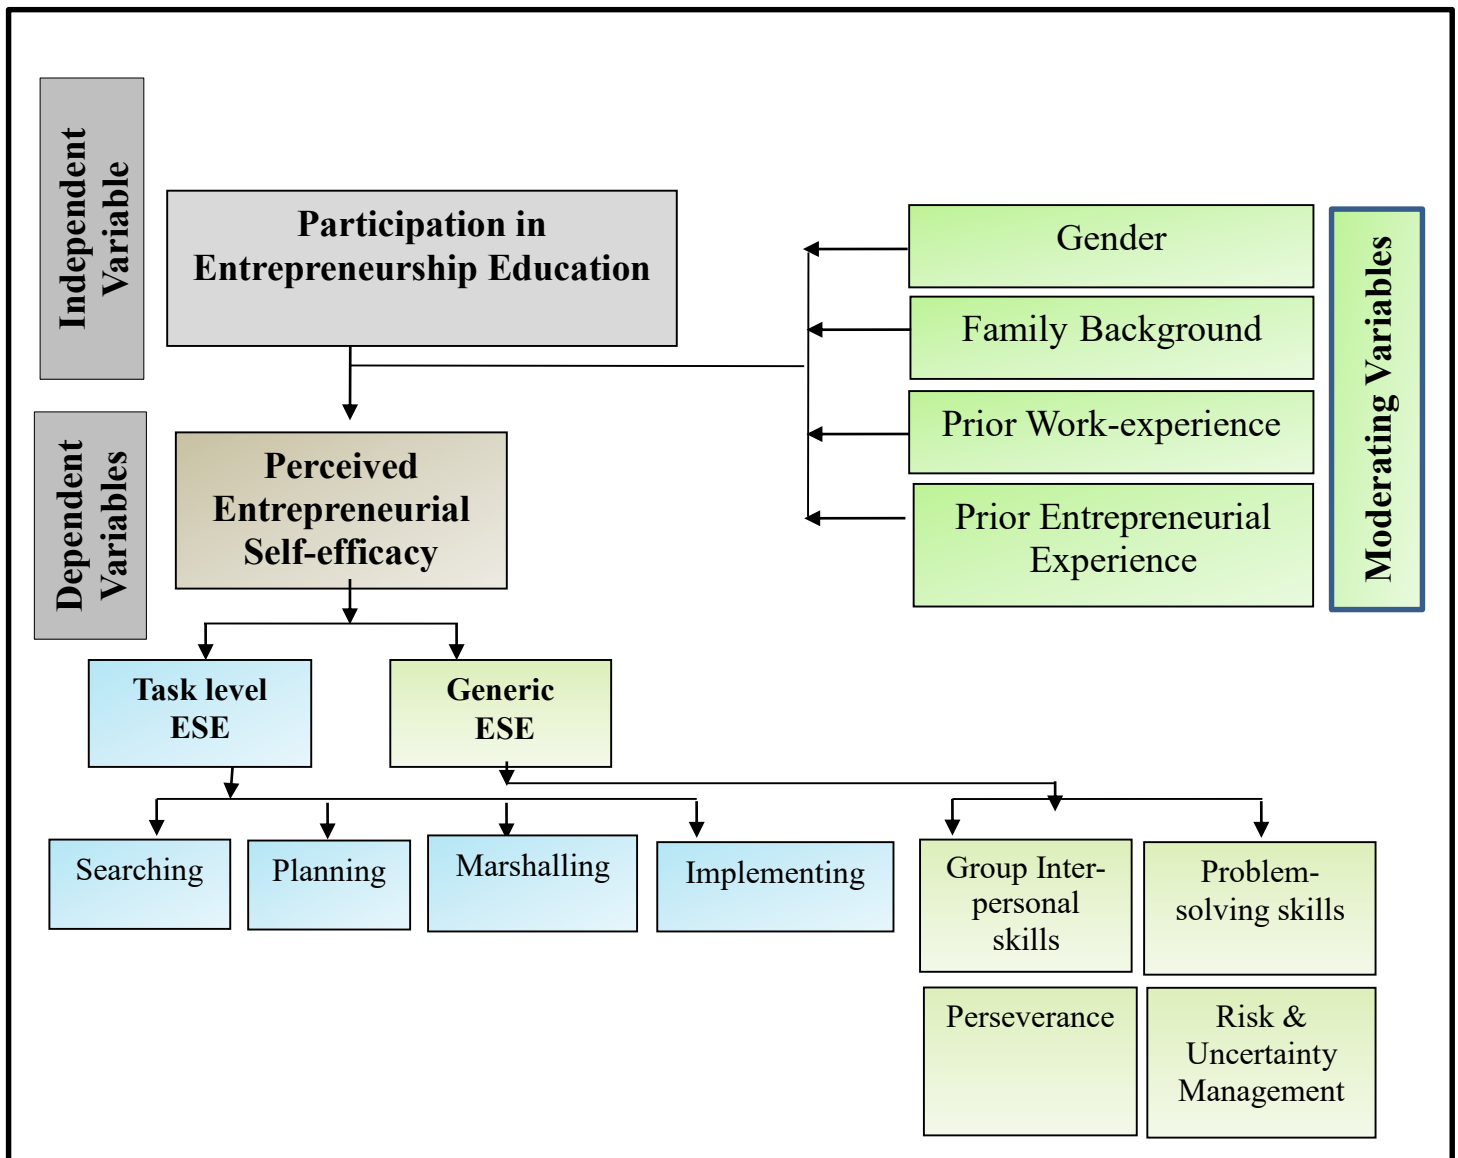 Independent
Variable
Participation in
Entrepreneurship Education
Gender
Family Background
Prior Work-experience
Prior Entrepreneurial
Experience
Moderating Variables
Dependent
Variables
Perceived
Entrepreneurial
Self-efficacy
Task level
ESE
Generic
ESE
Searching
Planning
Marshalling
Implementing
Group Inter-
personal
skills
Problem-
solving skills
Perseverance
Risk &
Uncertainty
Management